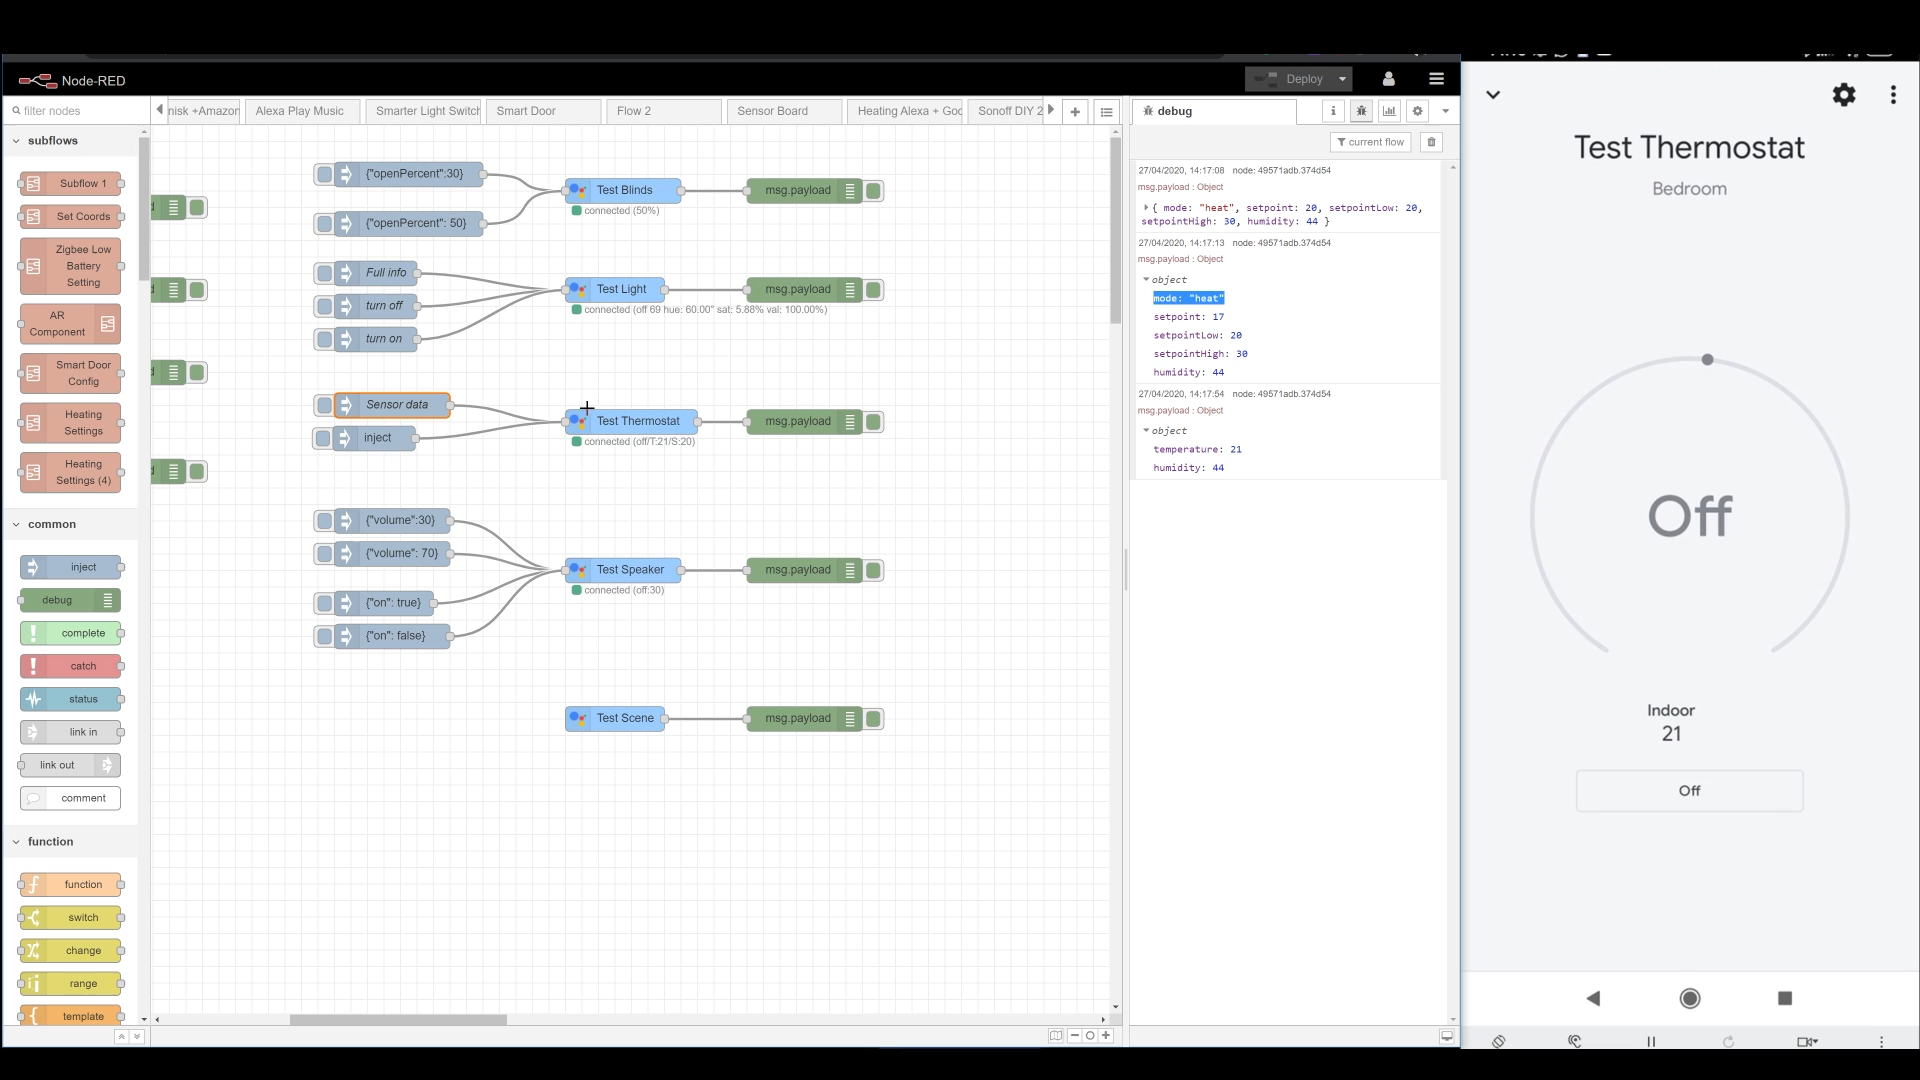 Node-RED
Deploy
filter nodes
nisk +Amazon
Alexa Play Music
Smarter Light Switch
Smart Door
Flow 2
Sensor Board
Heating Alexa + Goo
Sonoff DIY 2
debug
i
current flow
subflows
Subflow 1
Set Coords
Zigbee Low
Battery
Setting
AR
Component
Smart Door
Config
Heating
Settings
Heating
Settings (4)
common
inject
debug
complete
catch
status
link in
link out
comment
function
function
switch
change
range
template
{"openPercent":30}
{"openPercent": 50}
Test Blinds
connected (50%)
msg.payload
Full info
turn off
turn on
Test Light
connected (off 69 hue: 60.00° sat: 5.88% val: 100.00%)
msg.payload
Sensor data
inject
Test Thermostat
connected (off/T:21/S:20)
msg.payload
{"volume":30}
{"volume": 70}
{"on": true}
{"on": false}
Test Speaker
connected (off:30)
msg.payload
Test Scene
msg.payload
27/04/2020, 14:17:08 node: 49571adb.374d54
msg.payload : Object
{ mode: "heat", setpoint: 20, setpointLow: 20,
setpointHigh: 30, humidity: 44 }
27/04/2020, 14:17:13 node: 49571adb.374d54
msg.payload : Object
object
mode: "heat"
setpoint: 17
setpointLow: 20
setpointHigh: 30
humidity: 44
27/04/2020, 14:17:54 node: 49571adb.374d54
msg.payload : Object
object
temperature: 21
humidity: 44
Test Thermostat
Bedroom
Off
Indoor
21
Off